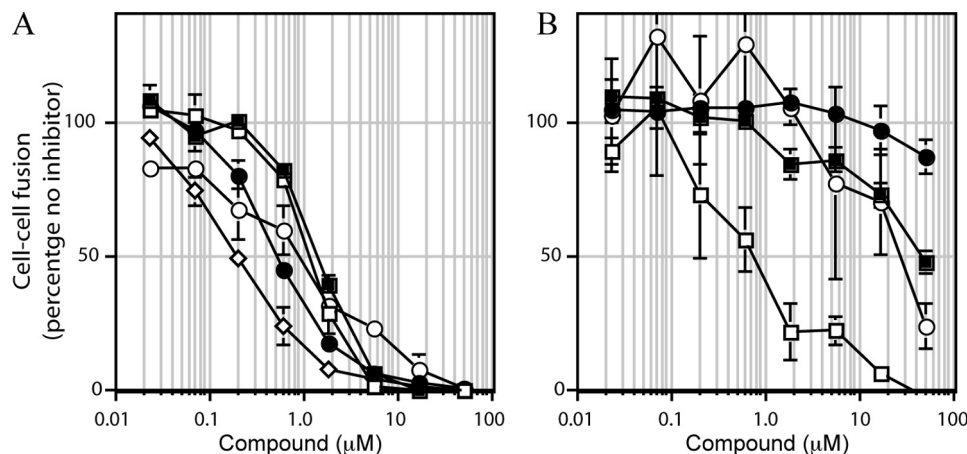 A
B
Cell-cell fusion
(percentge no inhibitor)
100
50
0
0.01 0.1 1.0 10 100
Compound (μM)
100
50
0
0.01 0.1 1.0 10 100
Compound (μM)